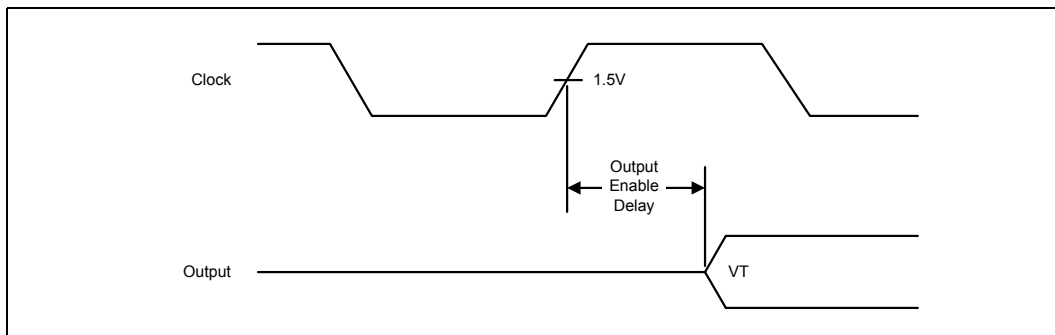 Clock
1.5V
Output
Enable
Delay
Output
VT